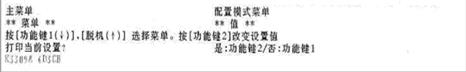 主菜单 配置模式菜单
** 菜单 ** ** 值 **
按[功能键1(↓)],[脱机(↑)] 选择菜单。按[功能键2]改变设置值
打印当前设置? 是:功能键2/否:功能键1